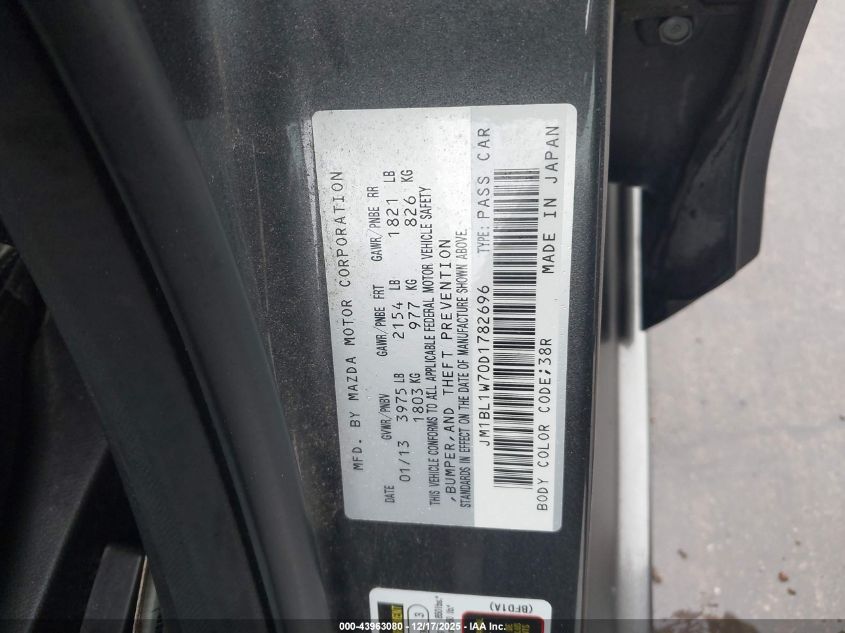 MFD. BY MAZDA MOTOR CORPORATION
DATE GVWR/PNBV GAWR/PNBE FRT GAWR/PNBE RR
01/13 3975 LB 2154 LB 1821 LB
1803 KG 977 KG 826 KG
THIS VEHICLE CONFORMS TO ALL APPLICABLE FEDERAL MOTOR VEHICLE SAFETY
,BUMPER,AND THEFT PREVENTION
STANDARDS IN EFFECT ON THE DATE OF MANUFACTURE SHOWN ABOVE.
JM1BL1W70D1782696 TYPE: PASS CAR
BODY COLOR CODE;38R MADE IN JAPAN
(BFD1A)
000-43963080 - 12/17/2025 - IAA Inc.